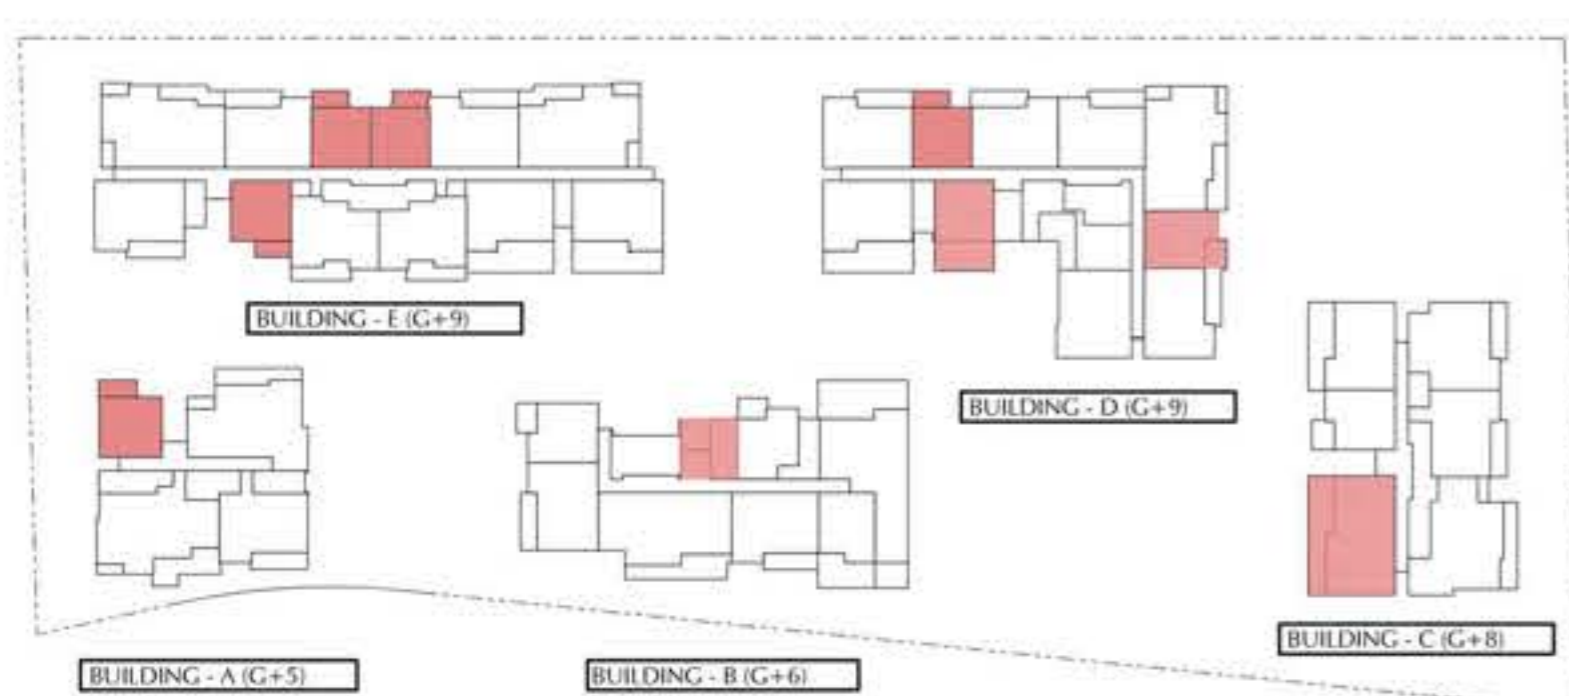 BUILDING - E (G+9)
BUILDING - D (G+9)
BUILDING - C (G+8)
BUILDING - A (G+5)
BUILDING - B (G+6)